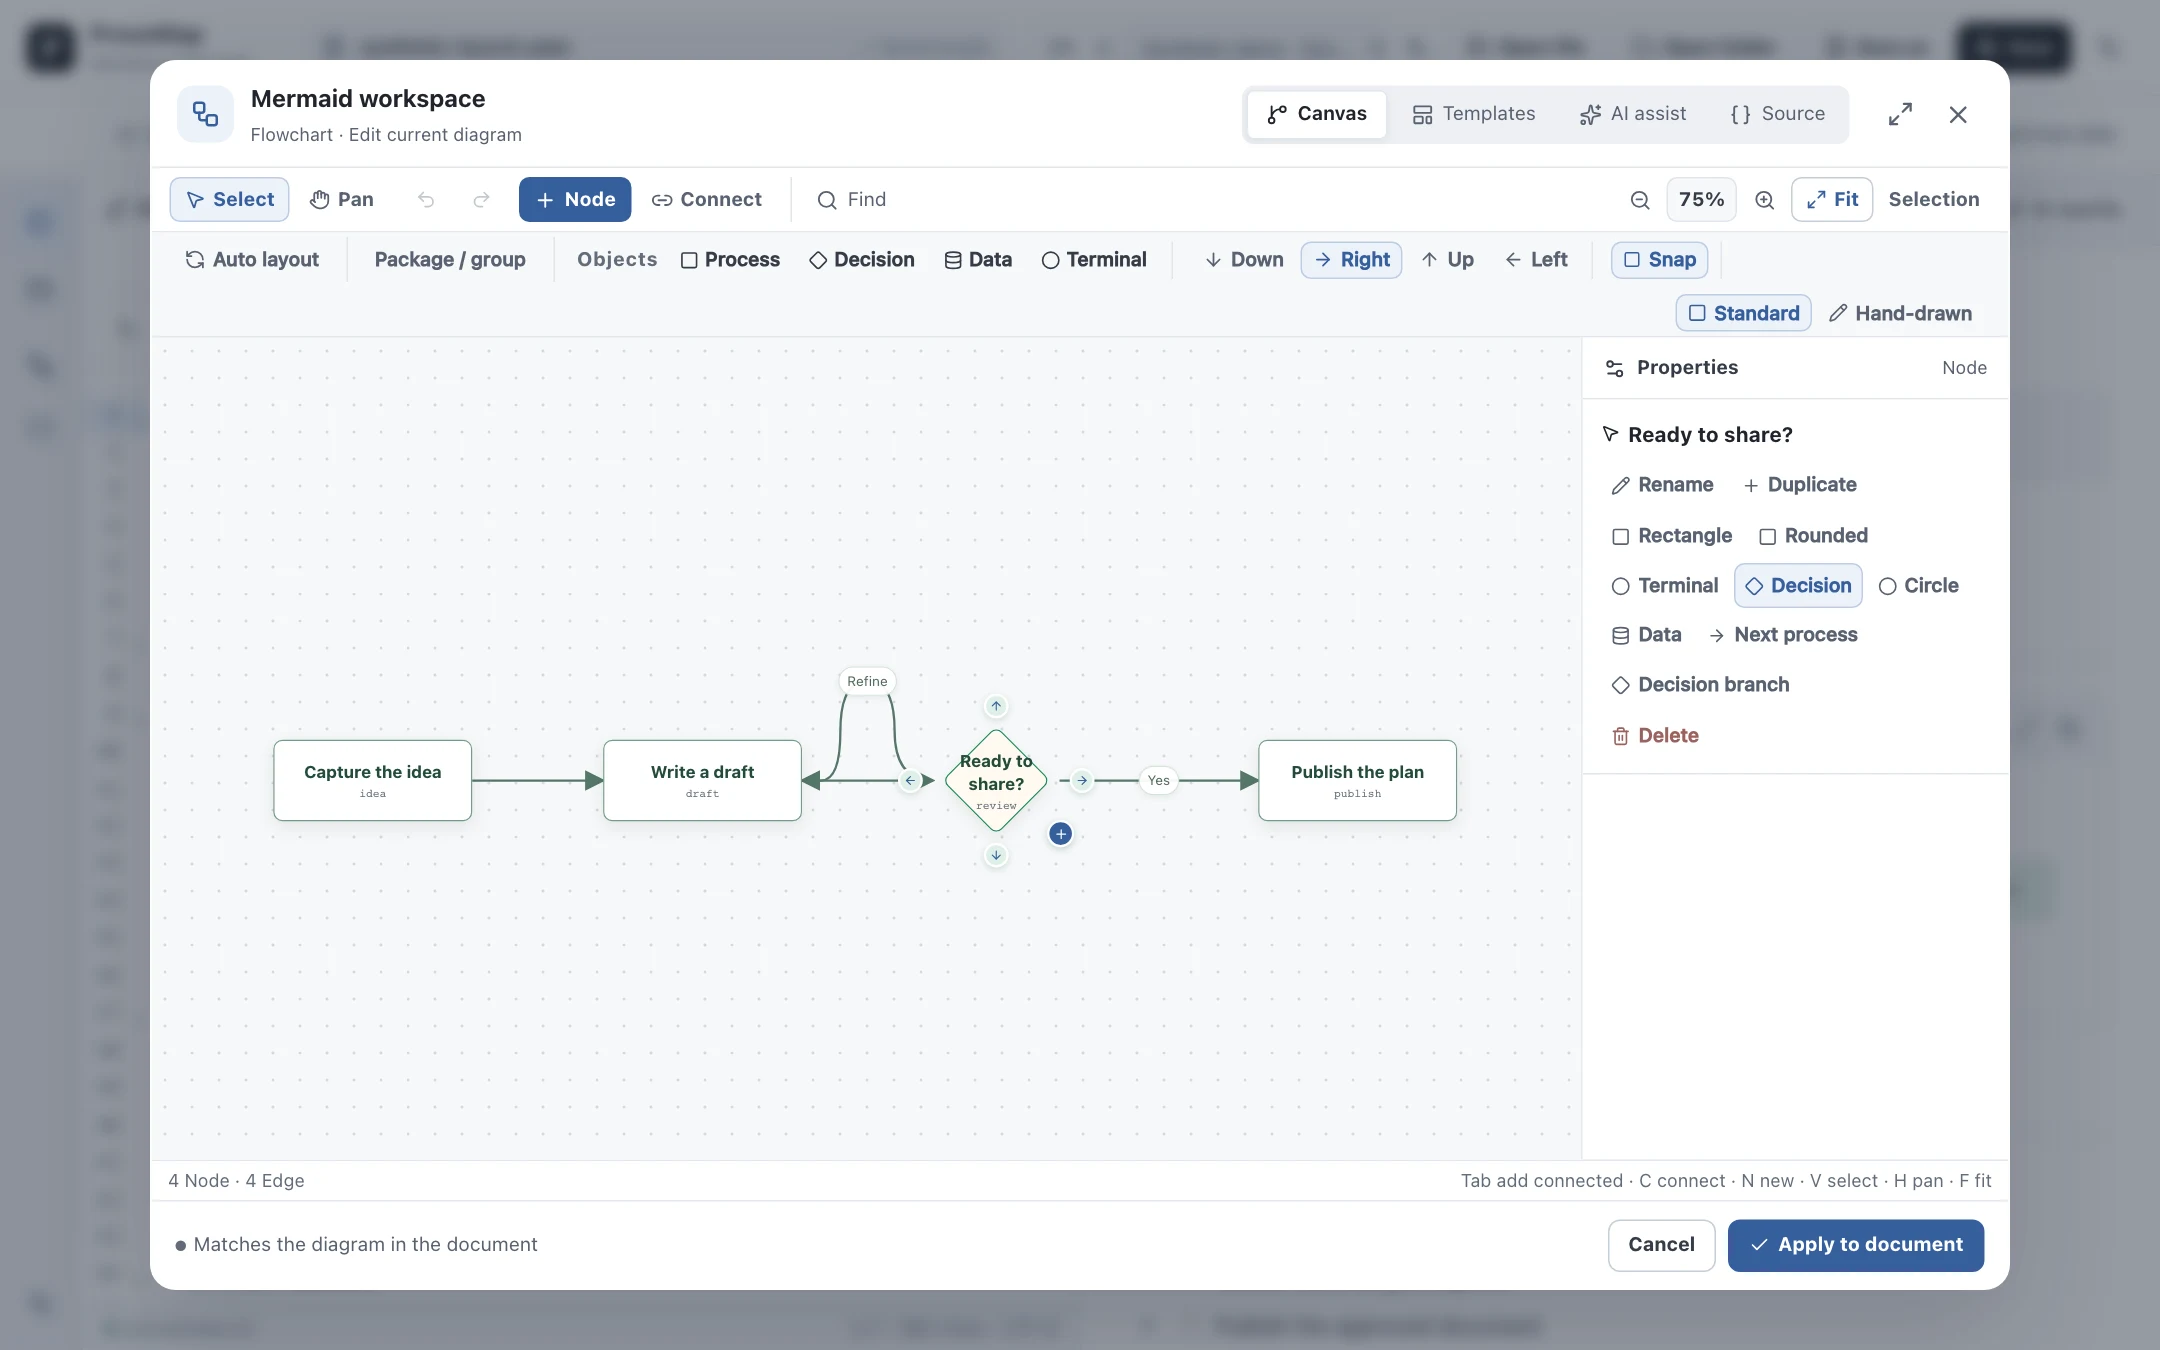 Mermaid workspace
Flowchart · Edit current diagram
Canvas
Templates
AI assist
Source
Select
Pan
Node
Connect
Find
75%
Fit
Selection
Auto layout
Package / group
Objects
Process
Decision
Data
Terminal
Down
Right
Up
Left
Snap
Standard
Hand-drawn
Capture the idea
idea
Write a draft
draft
Refine
Ready to
share?
review
Yes
Publish the plan
publish
Properties
Node
Ready to share?
Rename
Duplicate
Rectangle
Rounded
Terminal
Decision
Circle
Data
Next process
Decision branch
Delete
4 Node · 4 Edge
Tab add connected · C connect · N new · V select · H pan · F fit
Matches the diagram in the document
Cancel
Apply to document